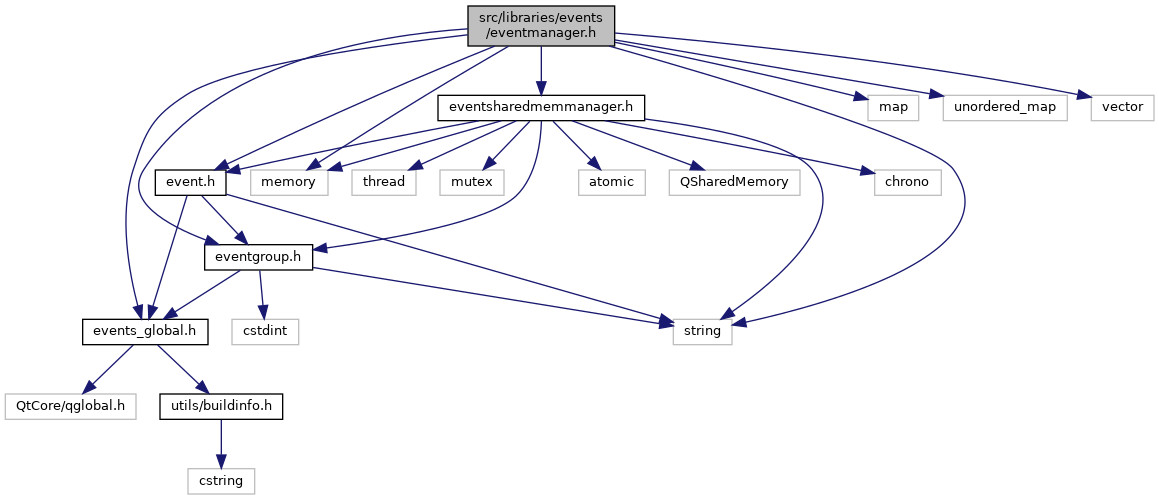 src/libraries/events
/eventmanager.h
eventsharedmemmanager.h
map
unordered_map
vector
event.h
memory
thread
mutex
atomic
QSharedMemory
chrono
eventgroup.h
events_global.h
cstdint
string
QtCore/qglobal.h
utils/buildinfo.h
cstring